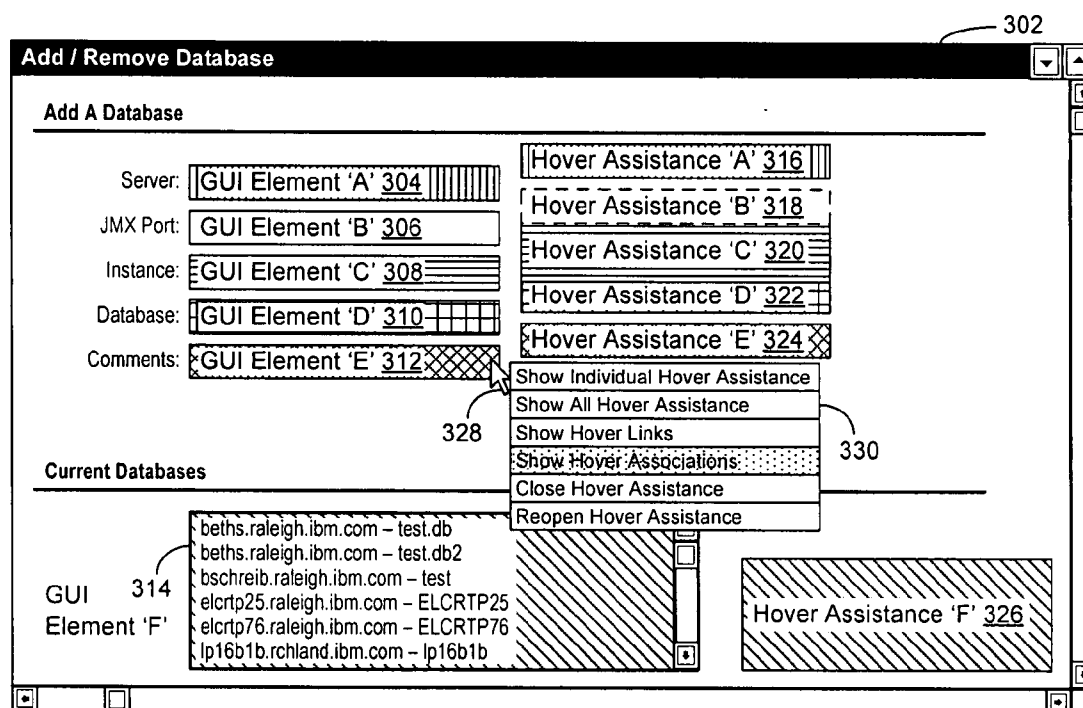 302
Add / Remove Database
Add A Database
Server: GUI Element 'A' 304
Hover Assistance 'A' 316
JMX Port: GUI Element 'B' 306
Hover Assistance 'B' 318
Instance: GUI Element 'C' 308
Hover Assistance 'C' 320
Database: GUI Element 'D' 310
Hover Assistance 'D' 322
Comments: GUI Element 'E' 312
Hover Assistance 'E' 324
328
Show Individual Hover Assistance
Show All Hover Assistance
Show Hover Links
Show Hover Associations
Close Hover Assistance
Reopen Hover Assistance
330
Current Databases
314
GUI
Element 'F'
beths.raleigh.ibm.com – test.db
beths.raleigh.ibm.com – test.db2
bschreib.raleigh.ibm.com – test
elcrtp25.raleigh.ibm.com – ELCRTP25
elcrtp76.raleigh.ibm.com – ELCRTP76
lp16b1b.rchland.ibm.com – lp16b1b
Hover Assistance 'F' 326